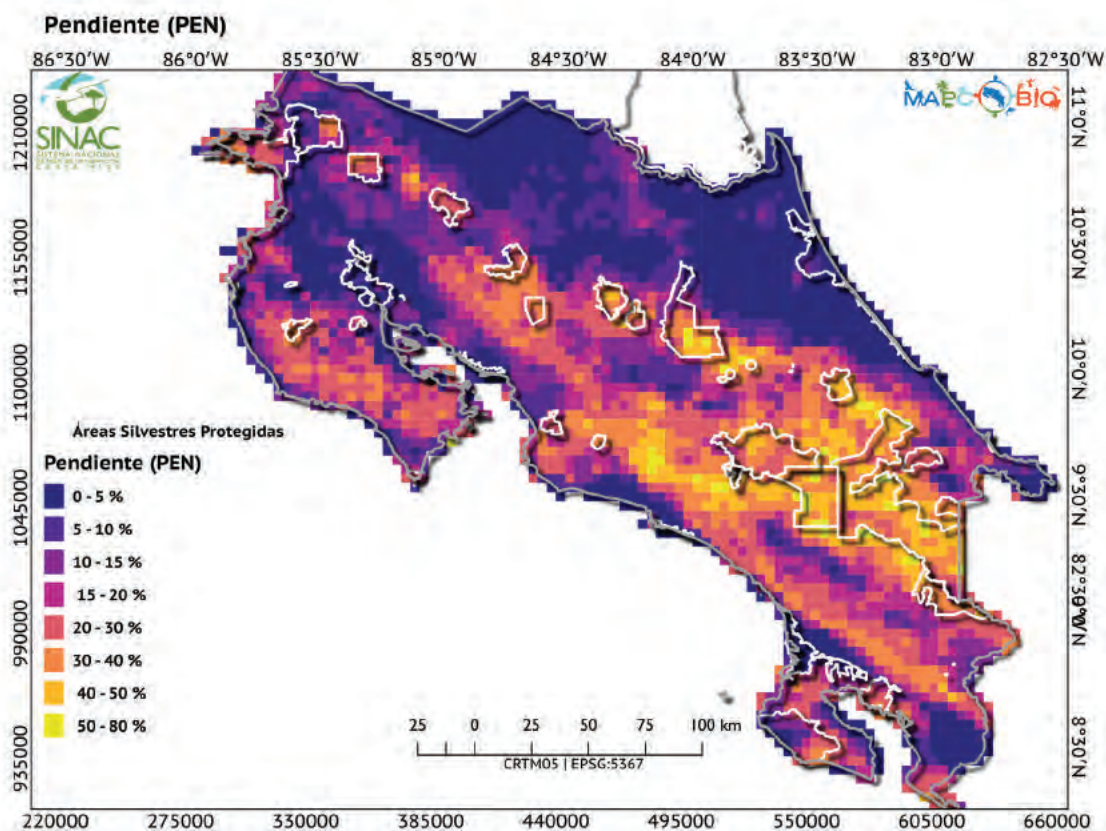 Pendiente (PEN)
86°30'W 86°0'W 85°30'W 85°0'W 84°30'W 84°0'W 83°30'W 83°0'W 82°30'W
SINAC
MAPCOBIO
1210000
1155000
1100000
1045000
990000
935000
11°0'N
10°30'N
10°0'N
9°30'N
8°30'N
Áreas Silvestres Protegidas
Pendiente (PEN)
0 - 5 %
5 - 10 %
10 - 15 %
15 - 20 %
20 - 30 %
30 - 40 %
40 - 50 %
50 - 80 %
25 0 25 50 75 100 km
CRTM05 | EPSG:5367
220000 275000 330000 385000 440000 495000 550000 605000 660000